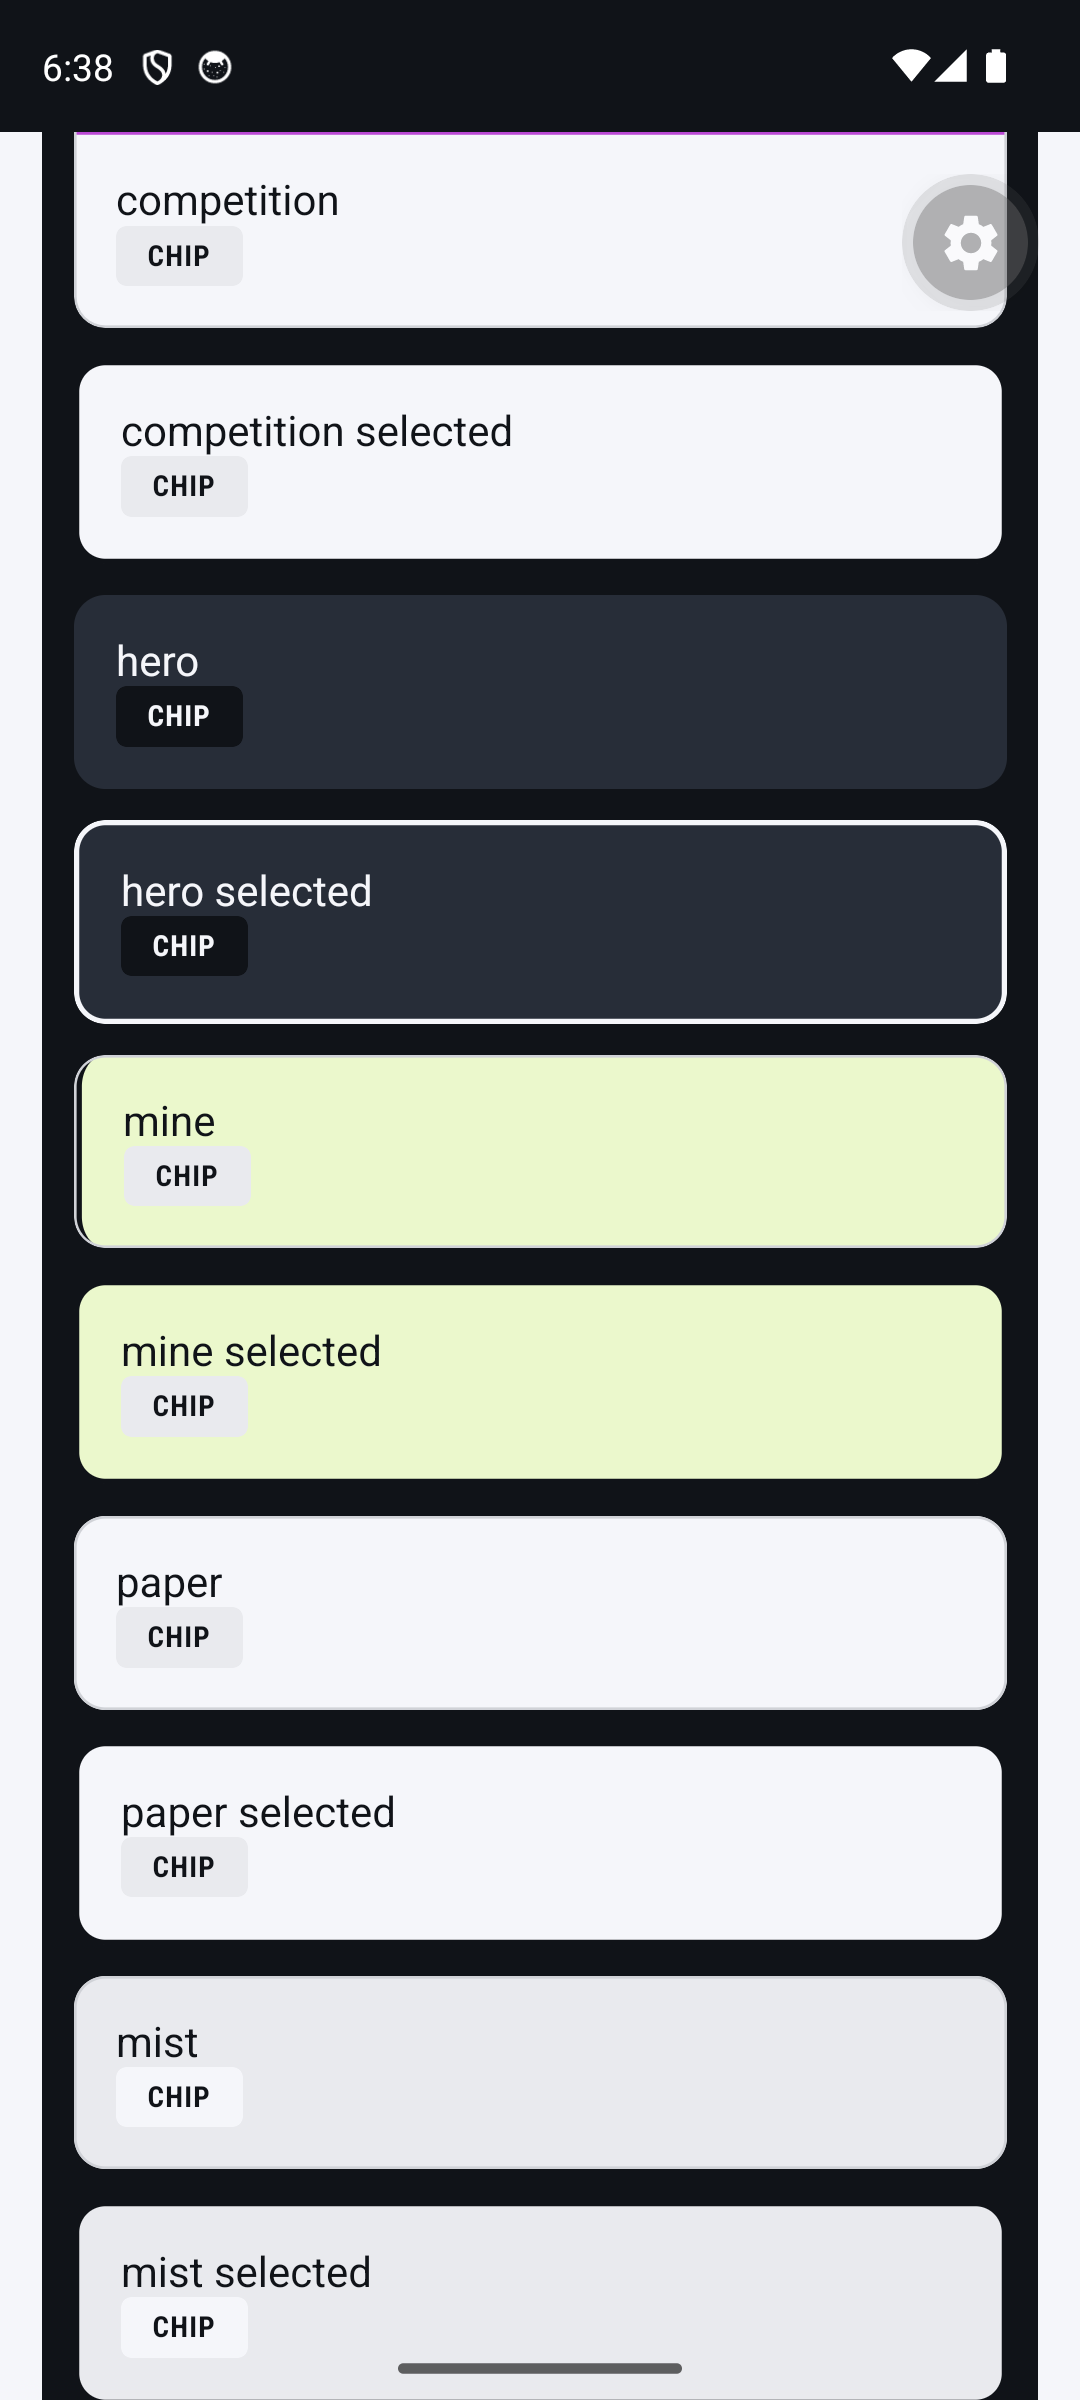 6:38
competition
CHIP
competition selected
CHIP
hero
CHIP
hero selected
CHIP
mine
CHIP
mine selected
CHIP
paper
CHIP
paper selected
CHIP
mist
CHIP
mist selected
CHIP